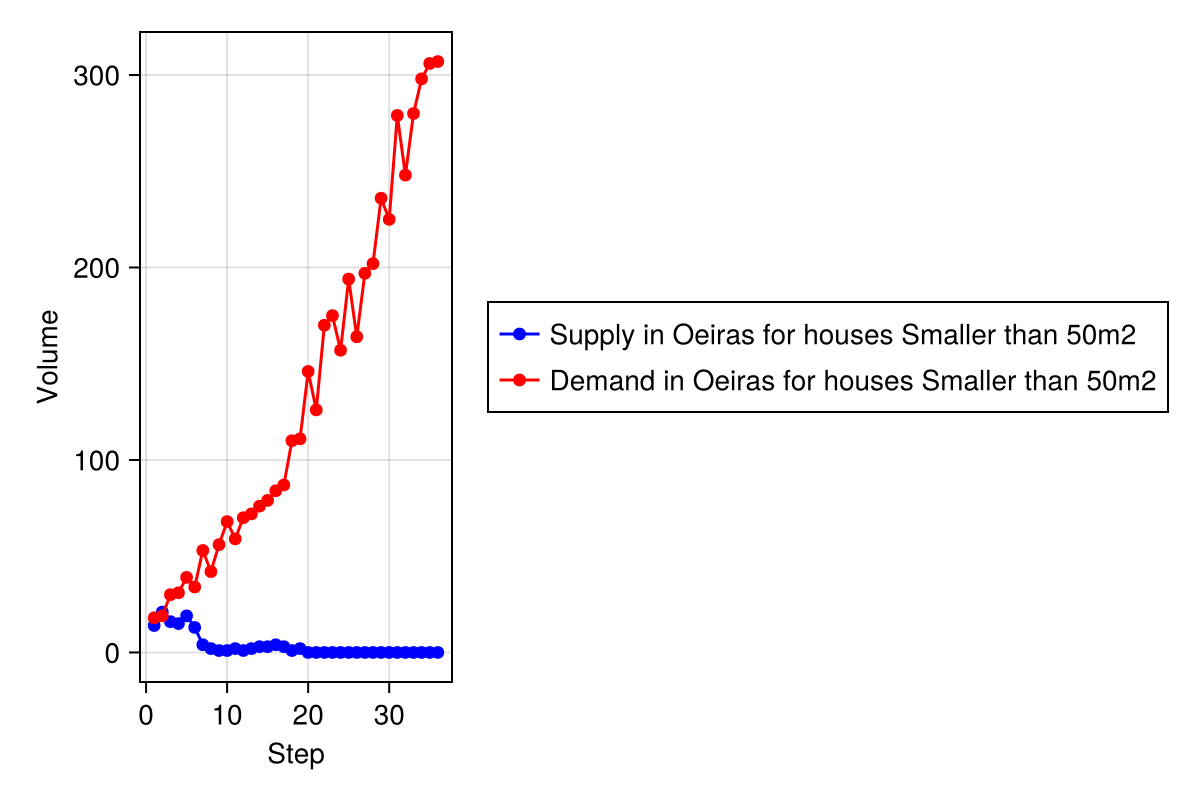 300
200
100
0
Volume
0 10 20 30
Step
Supply in Oeiras for houses Smaller than 50m2
Demand in Oeiras for houses Smaller than 50m2